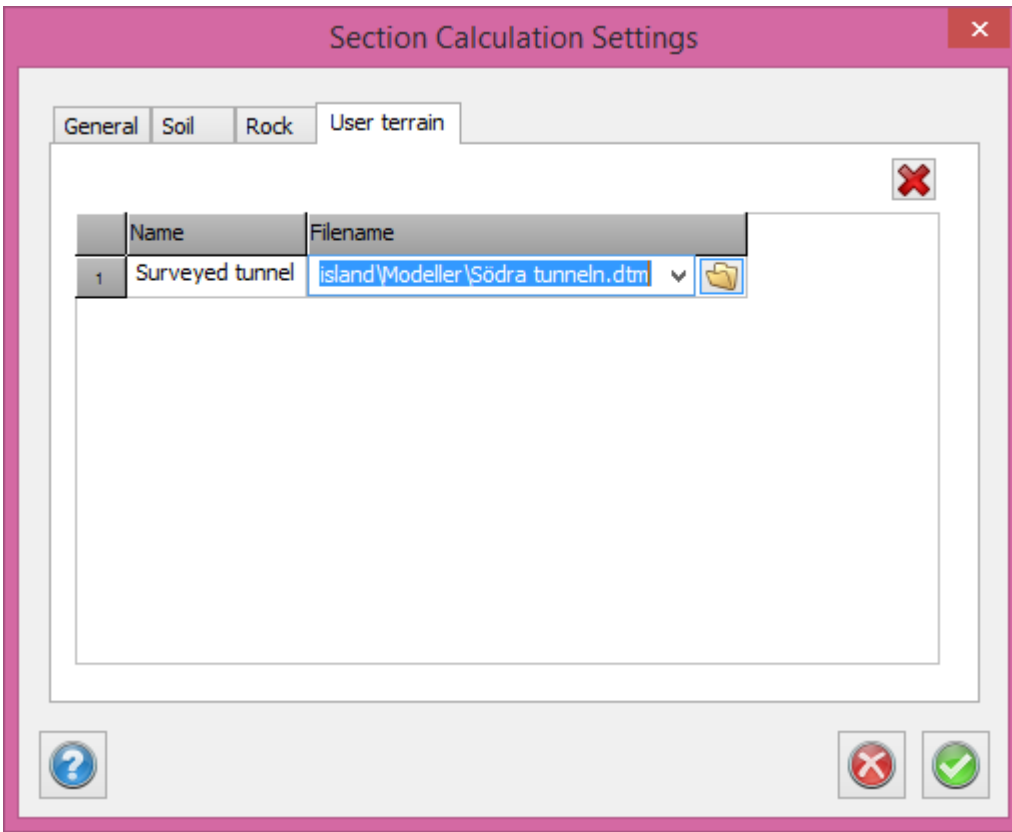 Section Calculation Settings
General Soil Rock User terrain
Name Filename
1 Surveyed tunnel island\Modeller\Södra tunneln.dtm